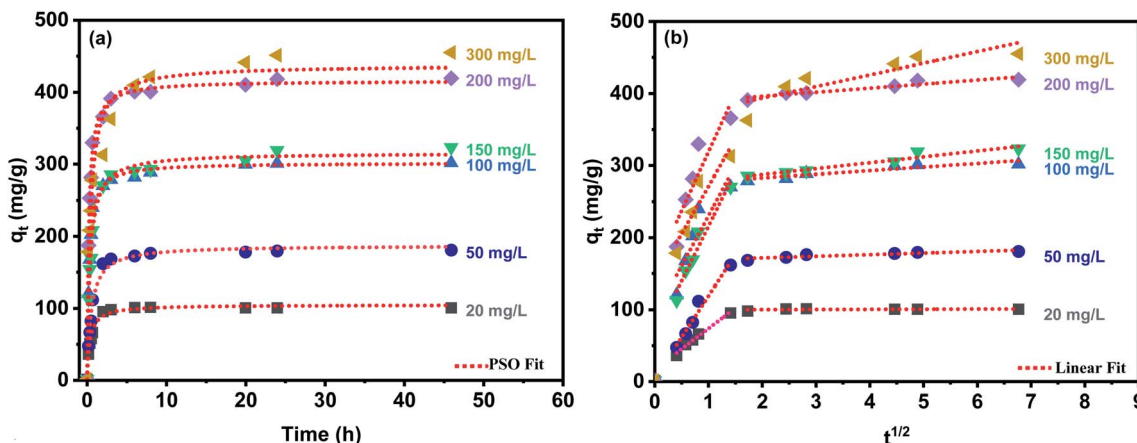 (a)
500
400
300
200
100
0
qt (mg/g)
300 mg/L
200 mg/L
150 mg/L
100 mg/L
50 mg/L
20 mg/L
PSO Fit
0 10 20 30 40 50 60
Time (h)
(b)
500
400
300
200
100
0
qt (mg/g)
300 mg/L
200 mg/L
150 mg/L
100 mg/L
50 mg/L
20 mg/L
Linear Fit
0 1 2 3 4 5 6 7 8 9
t1/2